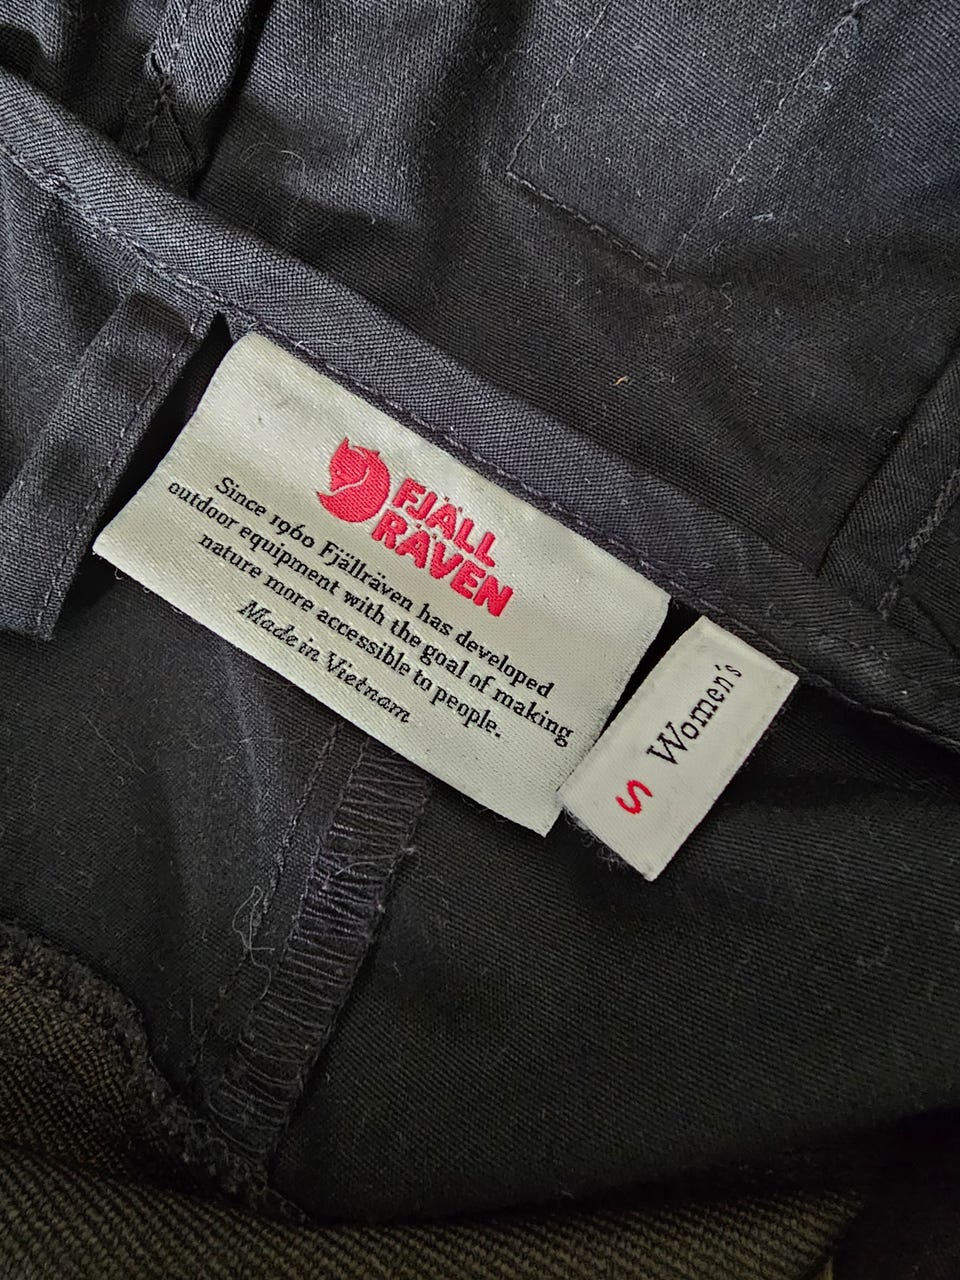 FJÄLL
RÄVEN
Since 1960 Fjällräven has developed
outdoor equipment with the goal of making
nature more accessible to people.
Made in Vietnam
S Women's